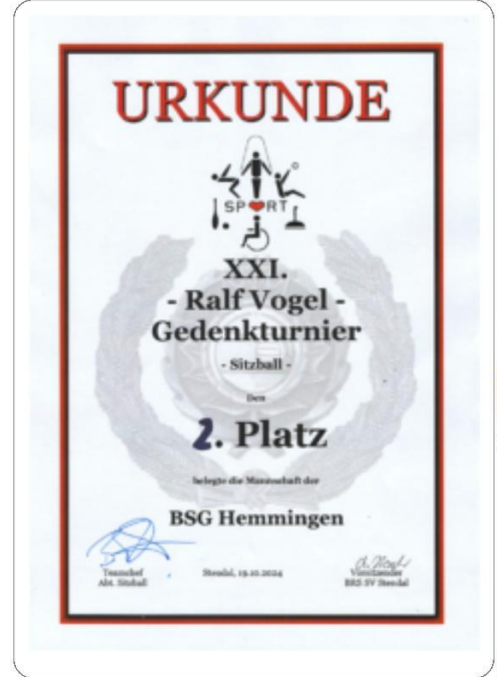 URKUNDE
SPORT
XXI.
- Ralf Vogel -
Gedenkturnier
- Sitzball -
Den
2. Platz
belegte die Mannschaft der
BSG Hemmingen
Teamchef
Abt. Sitzball
Stendal, 19.10.2024
Vorsitzender
BRS SV Stendal